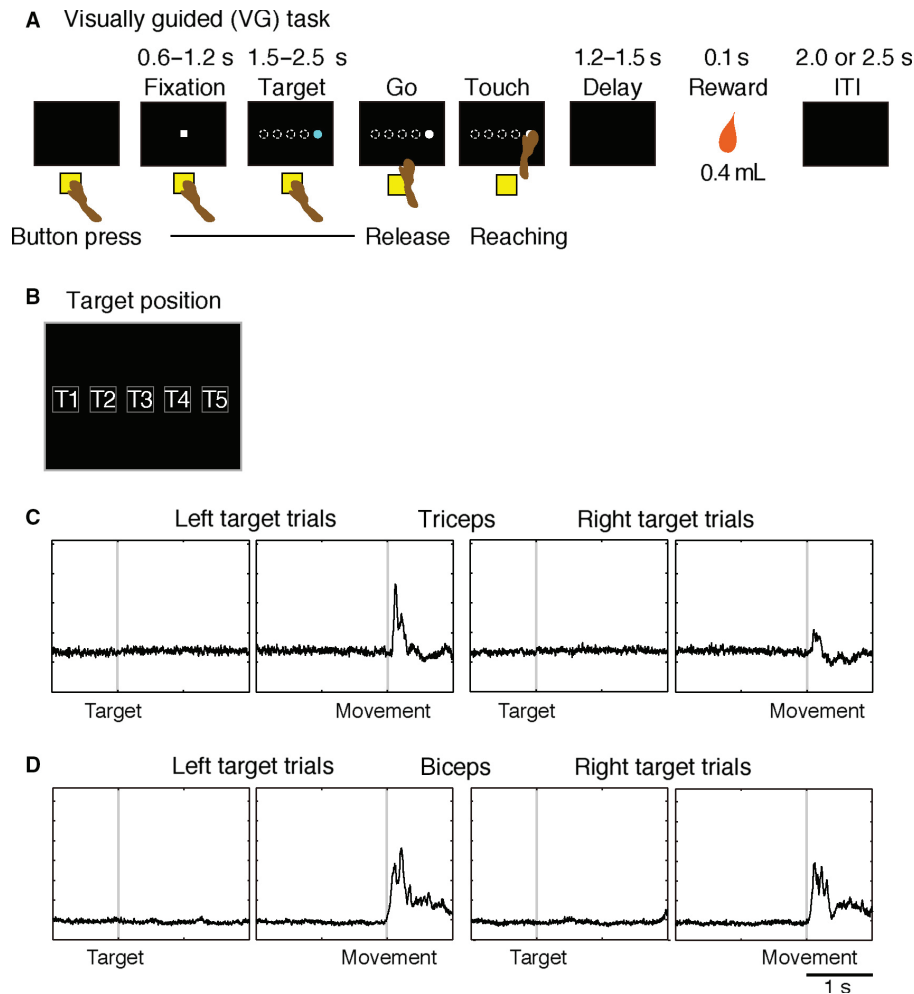 A Visually guided (VG) task
0.6–1.2 s 1.5–2.5 s 1.2–1.5 s 0.1 s 2.0 or 2.5 s
Fixation Target Go Touch Delay Reward ITI
0.4 mL
Button press Release Reaching
B Target position
T1 T2 T3 T4 T5
C Left target trials Triceps Right target trials
Target Movement Target Movement
D Left target trials Biceps Right target trials
Target Movement Target Movement
1 s